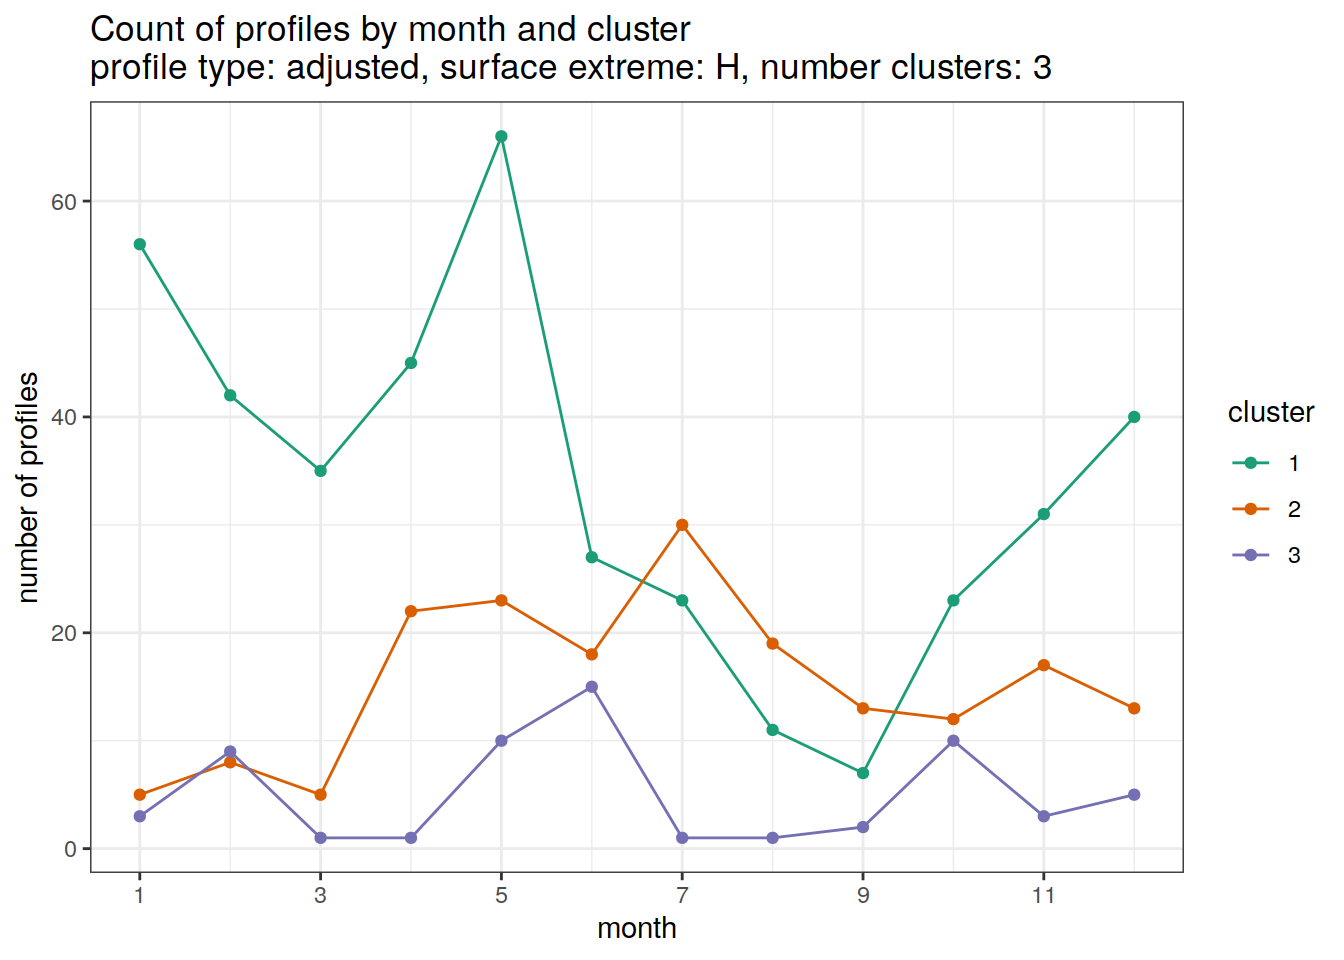 Count of profiles by month and cluster
profile type: adjusted, surface extreme: H, number clusters: 3
number of profiles
60
40
20
0
1
3
5
7
9
11
month
cluster
1
2
3